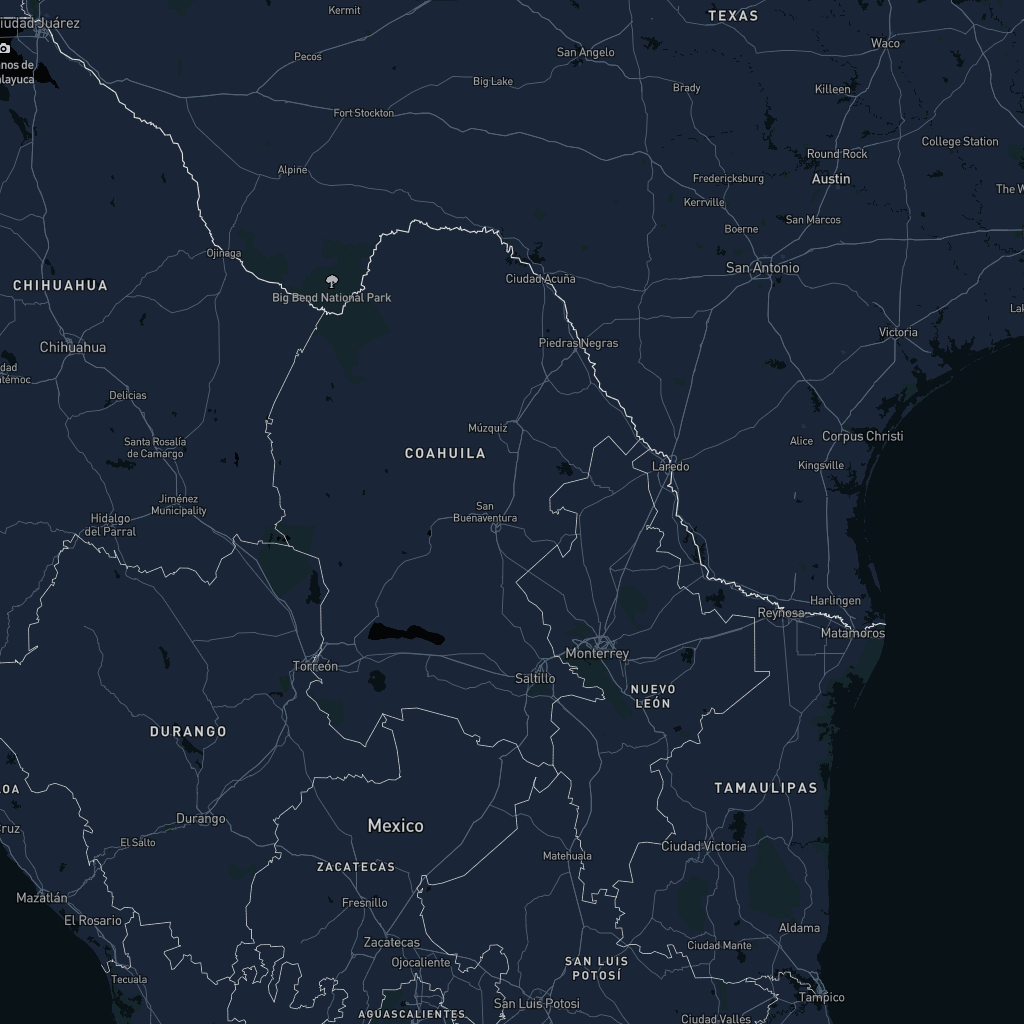 Kermit
TEXAS
iudad Juárez
Waco
San Angelo
Pecos
nos de
layuca
Big Lake
Brady
Killeen
Fort Stockton
College Station
Round Rock
Alpine
Fredericksburg
Austin
The W
Kerrville
San Marcos
Boerne
Ojinaga
San Antonio
Ciudad Acuña
CHIHUAHUA
Big Bend National Park
Lak
Victoria
Chihuahua
Piedras Negras
dad
témoc
Delicias
Múzquiz
Santa Rosalía
de Camargo
COAHUILA
Alice
Corpus Christi
Laredo
Kingsville
Jiménez
Municipality
San
Buenaventura
Hidalgo
del Parral
Harlingen
Reynosa
Matamoros
Monterrey
Torreón
Saltillo
NUEVO
LEÓN
DURANGO
OA
TAMAULIPAS
Durango
Mexico
ruz
El Salto
Ciudad Victoria
Matehuala
ZACATECAS
Mazatlán
Fresnillo
El Rosario
Aldama
Zacatecas
Ciudad Mante
Ojocaliente
SAN LUIS
POTOSÍ
Tecuala
San Luis Potosi
Tampico
AGUASCALIENTES
Ciudad Valles